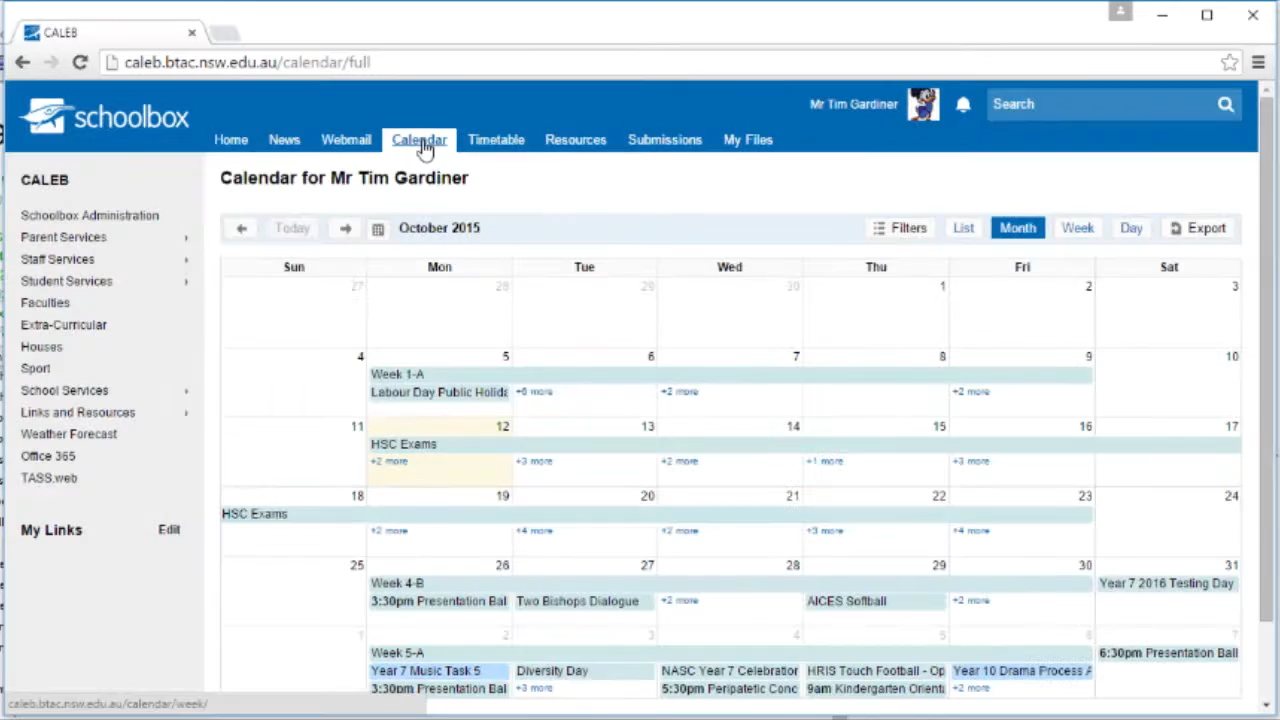 CALEB
caleb.btac.nsw.edu.au/calendar/full
schoolbox
Mr Tim Gardiner
Search
Home News Webmail Calendar Timetable Resources Submissions My Files
CALEB
Schoolbox Administration
Parent Services
Staff Services
Student Services
Faculties
Extra-Curricular
Houses
Sport
School Services
Links and Resources
Weather Forecast
Office 365
TASS.web
My Links Edit
Calendar for Mr Tim Gardiner
Today October 2015 Filters List Month Week Day Export
Sun Mon Tue Wed Thu Fri Sat
27 28 29 30 1 2 3
4 5 6 7 8 9 10
Week 1-A
Labour Day Public Holida +6 more +2 more +2 more
11 12 13 14 15 16 17
HSC Exams
+2 more +3 more +2 more +1 more +3 more
18 19 20 21 22 23 24
HSC Exams
+2 more +4 more +2 more +3 more +4 more
25 26 27 28 29 30 31
Week 4-B Year 7 2016 Testing Day
3:30pm Presentation Bal Two Bishops Dialogue +2 more AICES Softball +2 more
1 2 3 4 5 6 7
Week 5-A 6:30pm Presentation Ball
Year 7 Music Task 5 Diversity Day NASC Year 7 Celebration HRIS Touch Football - Op Year 10 Drama Process A
3:30pm Presentation Bal +3 more 5:30pm Peripatetic Conc 9am Kindergarten Orienta +2 more
caleb.btac.nsw.edu.au/calendar/week/